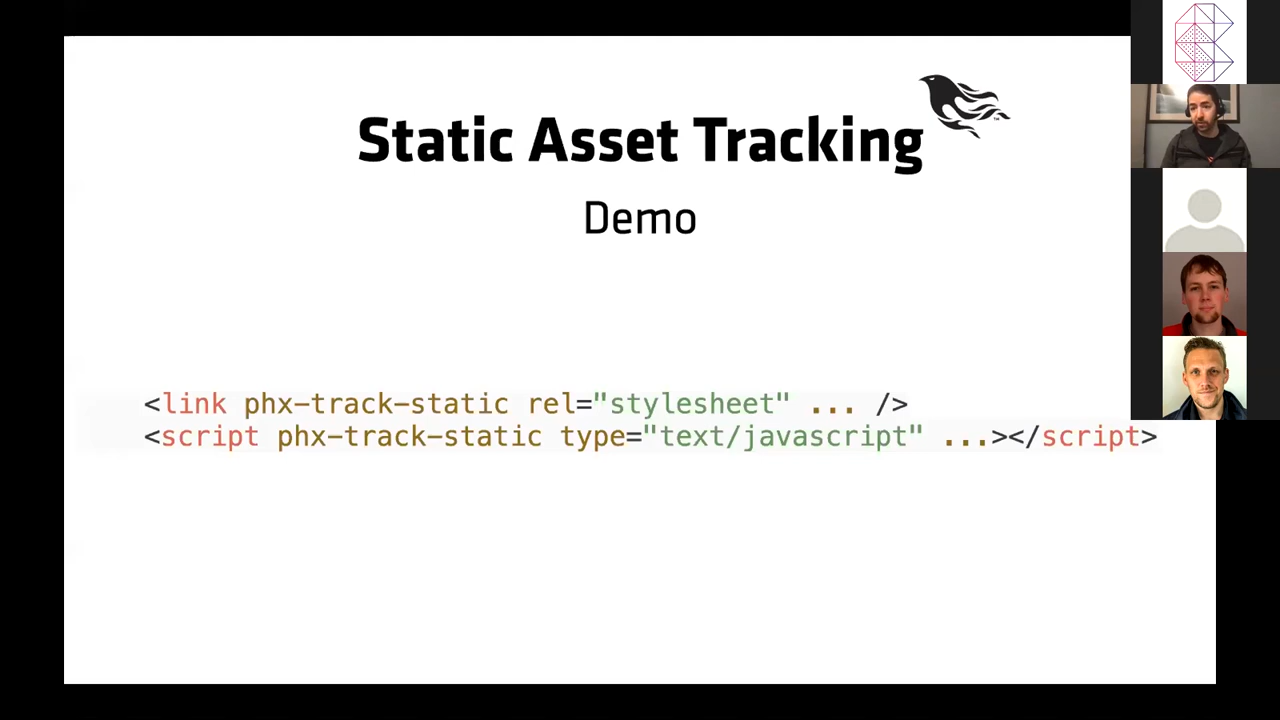 Static Asset Tracking
Demo
<link phx-track-static rel="stylesheet" ... />
<script phx-track-static type="text/javascript" ...></script>